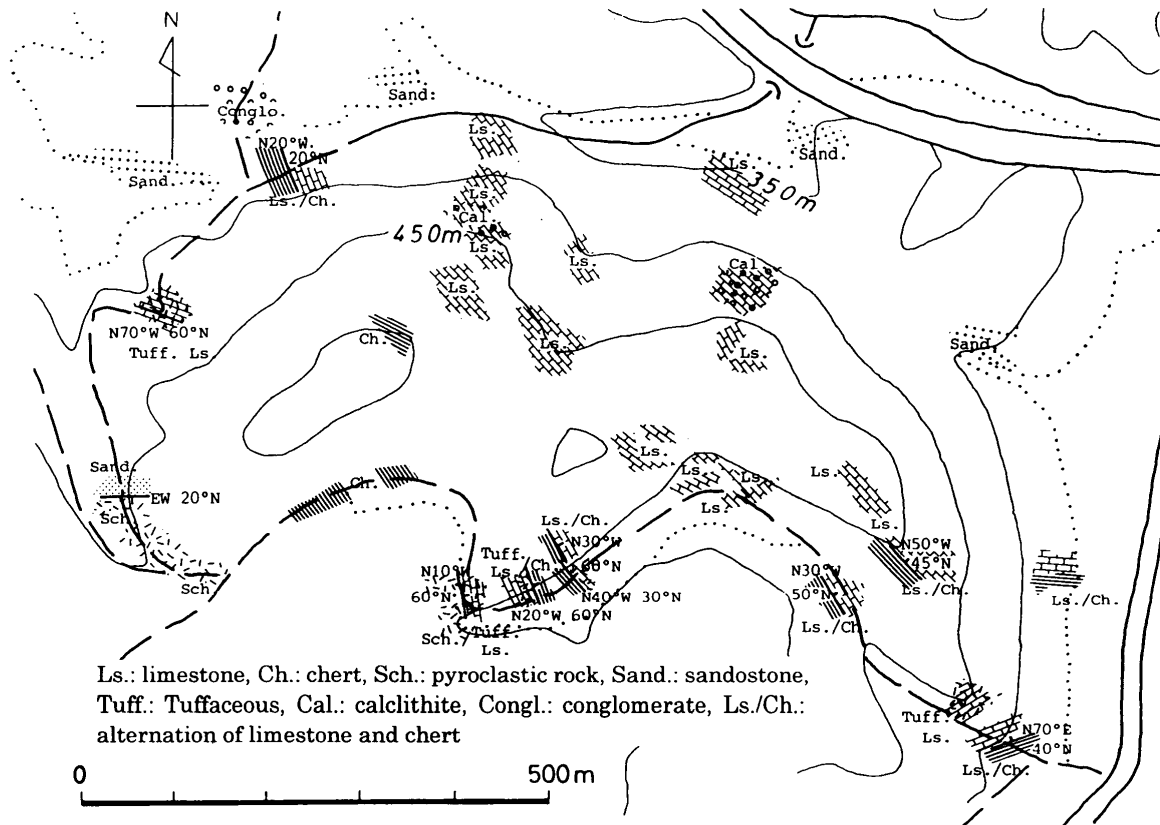 N
Sand.
Conglo.
Ls.
N20°W.
20°N
Sand.
Ls.
350m
Sand.
Ls./Ch.
Ls.
Cal.
450m
Ls.
Ls.
Cal.
Ls.
N70°W 60°N
Tuff. Ls.
Ch.
Ls.
Ls.
Sand.
Sand.
EW 20°N
Sch.
Ch.
Ls.
Ls.
Ls.
Ls.
Ls.
Ls.
Ls./Ch.
N30°W
60°N
N50°W
45°N
Tuff.
Ls.
Ch
Sch.
N10°W
60°N
N40°W 30°N
N30°W
50°N
Ls./Ch.
Ls./Ch.
N20°W 60°N
Sch./Tuff.
Ls.
Ls./Ch.
Tuff.
Ls.
N70°E
40°N
Ls./Ch.
Ls.: limestone, Ch.: chert, Sch.: pyroclastic rock, Sand.: sandostone,
Tuff.: Tuffaceous, Cal.: calclithite, Congl.: conglomerate, Ls./Ch.:
alternation of limestone and chert
0 500m